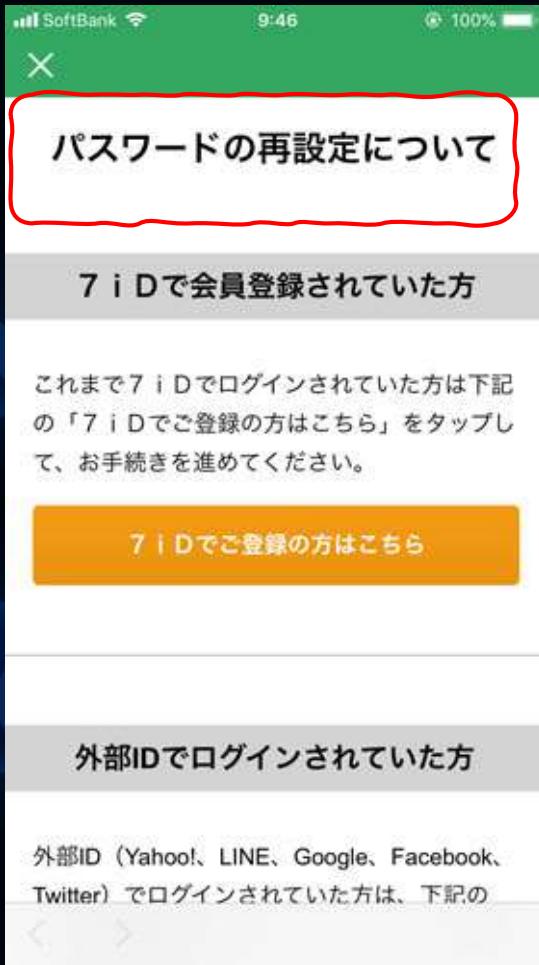 SoftBank 9:46 100%
パスワードの再設定について
７ｉＤで会員登録されていた方
これまで７ｉＤでログインされていた方は下記
の「７ｉＤでご登録の方はこちら」をタップし
て、お手続きを進めてください。
７ｉＤでご登録の方はこちら
外部IDでログインされていた方
外部ID（Yahoo!、LINE、Google、Facebook、
Twitter）でログインされていた方は、下記の